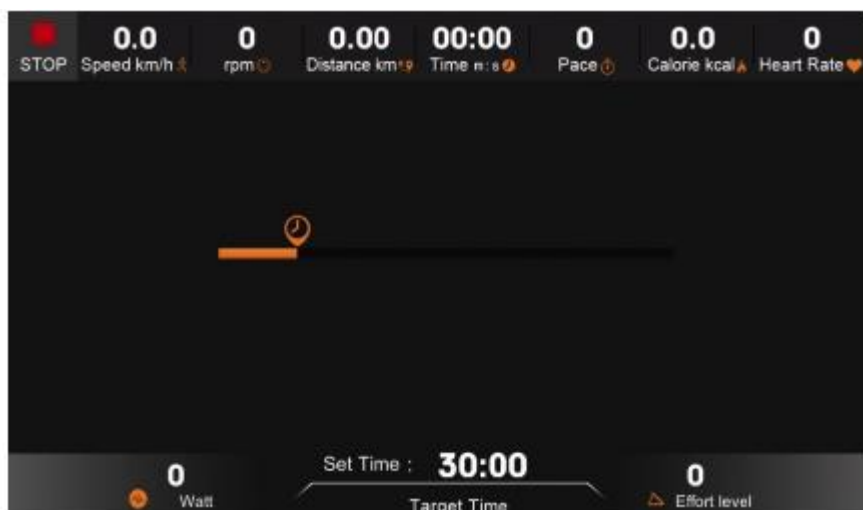 STOP
0.0
Speed km/h
0
rpm
0.00
Distance km
00:00
Time m:s
0
Pace
0.0
Calorie kcal
0
Heart Rate
0
Watt
Set Time : 30:00
Target Time
0
Effort level